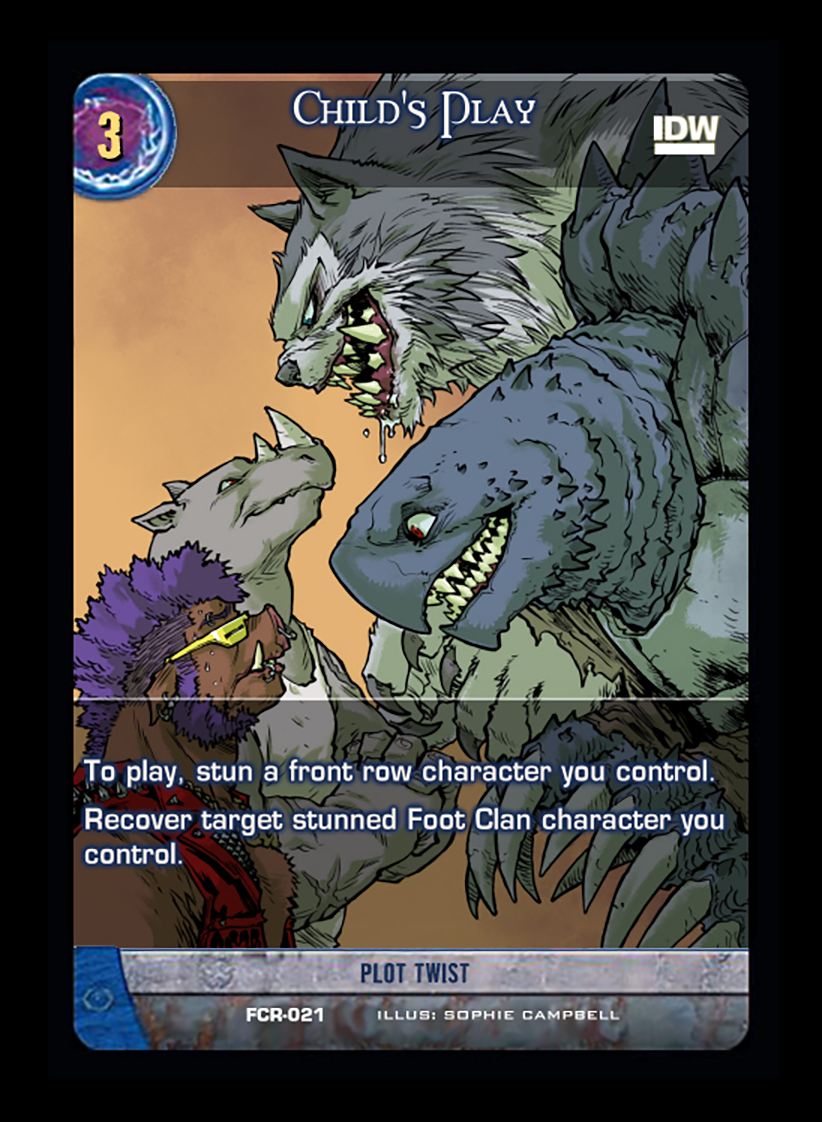 3
CHILD'S PLAY
IDW
To play, stun a front row character you control.
Recover target stunned Foot Clan character you
control.
PLOT TWIST
FCR-021 ILLUS: SOPHIE CAMPBELL